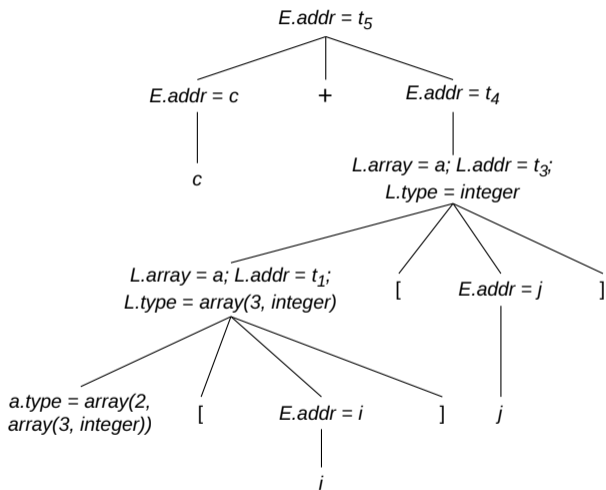 E.addr = t5
E.addr = c + E.addr = t4
c
L.array = a; L.addr = t3;
L.type = integer
L.array = a; L.addr = t1;
L.type = array(3, integer)
[ E.addr = j ]
a.type = array(2,
array(3, integer))
[ E.addr = i ] j
i